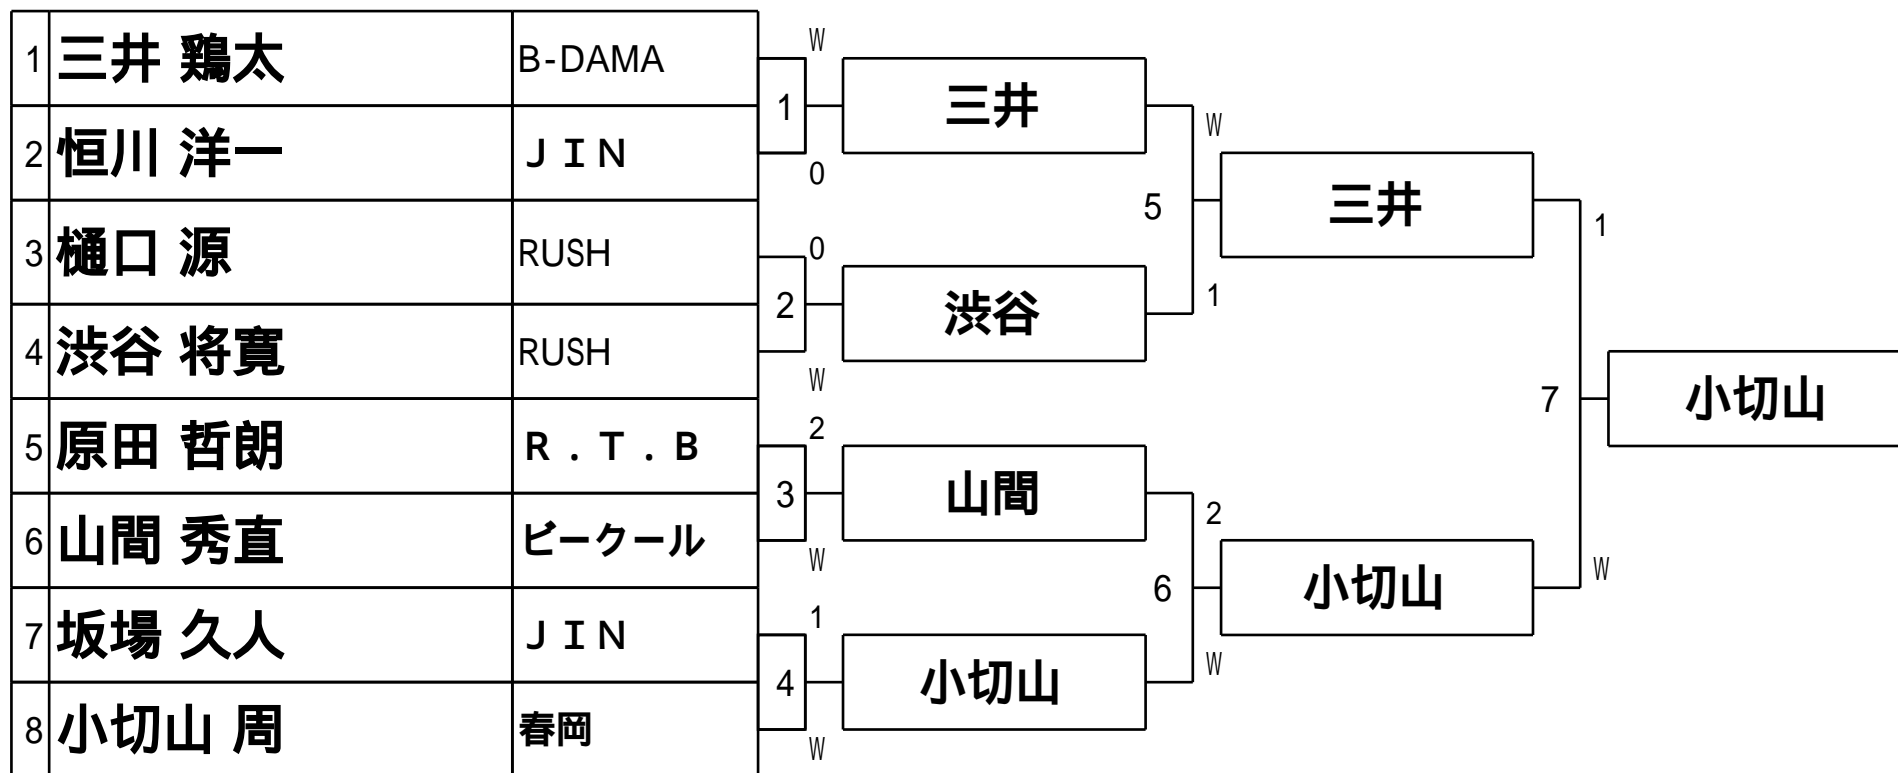 1 三井 鶏太 B-DAMA
2 恒川 洋一 ＪＩＮ
3 樋口 源 RUSH
4 渋谷 将寛 RUSH
5 原田 哲朗 Ｒ．Ｔ．Ｂ
6 山間 秀直 ビークール
7 坂場 久人 ＪＩＮ
8 小切山 周 春岡
W
1
0
0
2
W
2
3
W
1
4
W
三井
渋谷
山間
小切山
W
5
1
2
6
W
三井
小切山
1
7
W
小切山